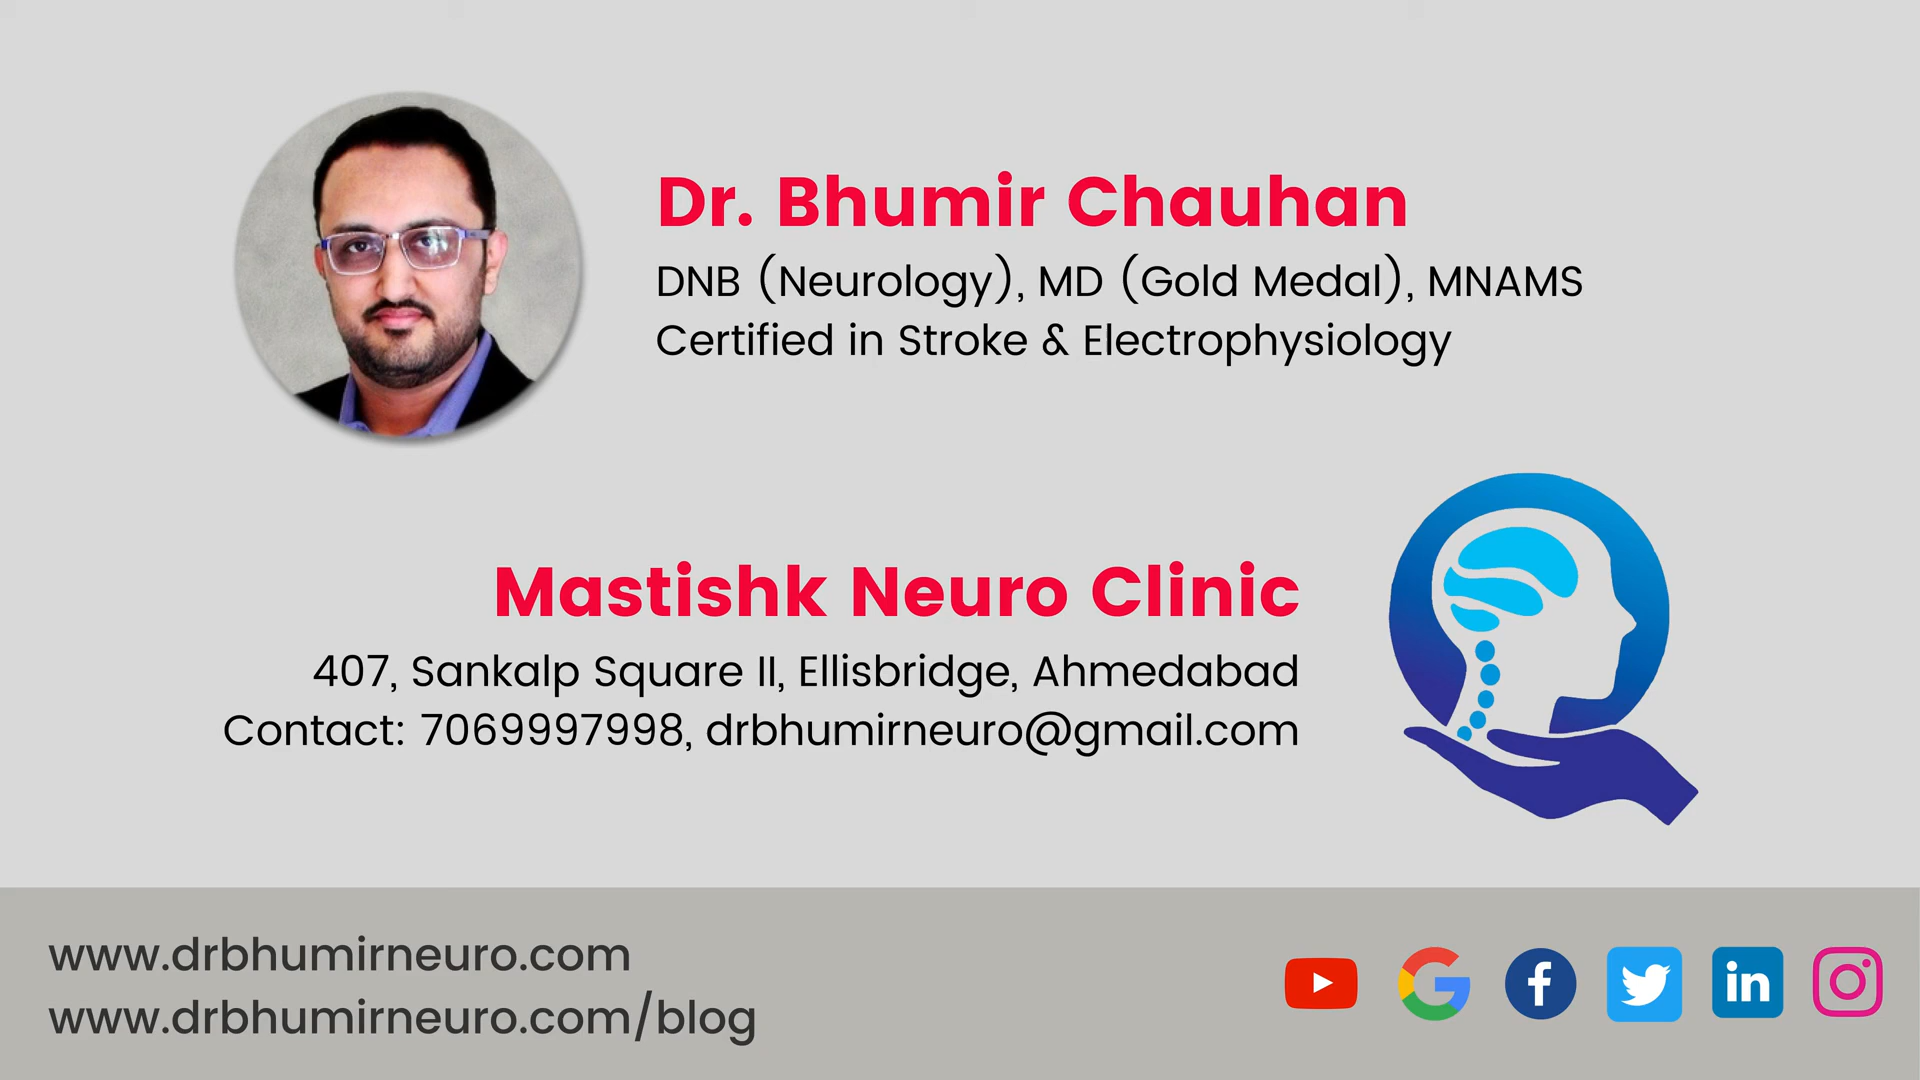 Dr. Bhumir Chauhan
DNB (Neurology), MD (Gold Medal), MNAMS
Certified in Stroke & Electrophysiology
Mastishk Neuro Clinic
407, Sankalp Square II, Ellisbridge, Ahmedabad
Contact: 7069997998, drbhumirneuro@gmail.com
www.drbhumirneuro.com
www.drbhumirneuro.com/blog